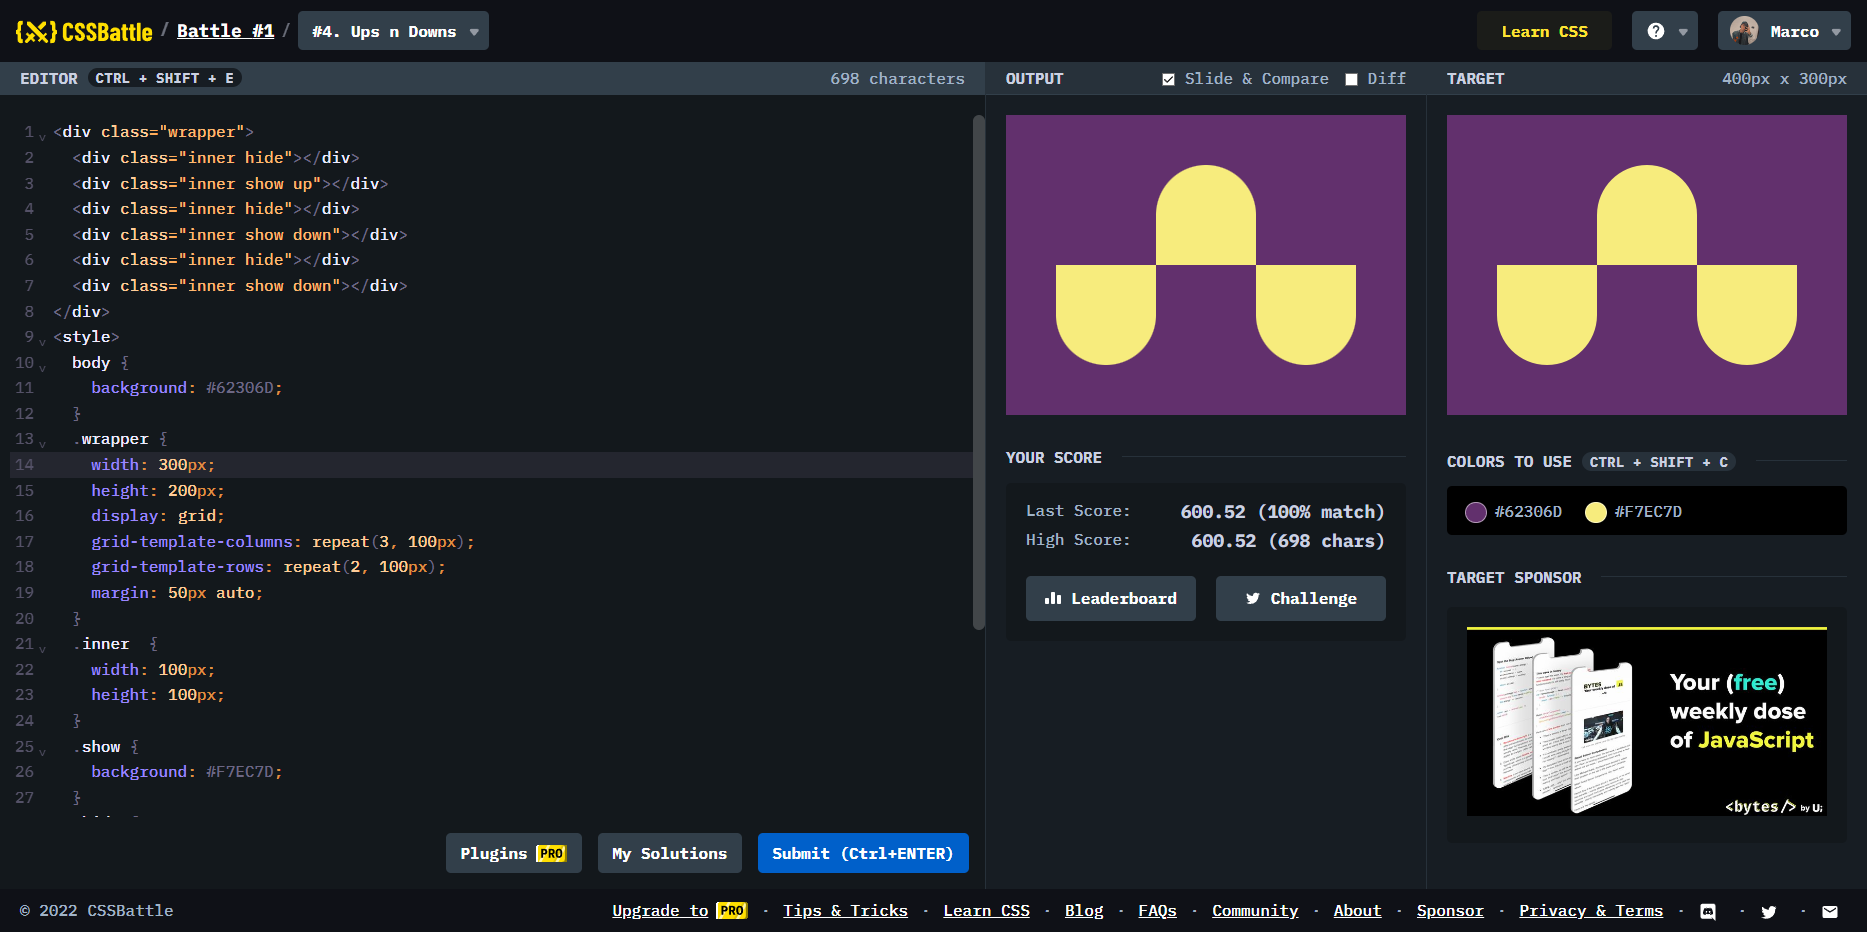 {X} CSSBattle / Battle #1 / #4. Ups n Downs
Learn CSS
? Marco
EDITOR CTRL + SHIFT + E 698 characters
1 <div class="wrapper">
2 <div class="inner hide"></div>
3 <div class="inner show up"></div>
4 <div class="inner hide"></div>
5 <div class="inner show down"></div>
6 <div class="inner hide"></div>
7 <div class="inner show down"></div>
8 </div>
9 <style>
10 body {
11 background: #62306D;
12 }
13 .wrapper {
14 width: 300px;
15 height: 200px;
16 display: grid;
17 grid-template-columns: repeat(3, 100px);
18 grid-template-rows: repeat(2, 100px);
19 margin: 50px auto;
20 }
21 .inner {
22 width: 100px;
23 height: 100px;
24 }
25 .show {
26 background: #F7EC7D;
27 }
Plugins PRO
My Solutions
Submit (Ctrl+ENTER)
OUTPUT Slide & Compare Diff
YOUR SCORE
Last Score: 600.52 (100% match)
High Score: 600.52 (698 chars)
Leaderboard
Challenge
TARGET 400px x 300px
COLORS TO USE CTRL + SHIFT + C
#62306D #F7EC7D
TARGET SPONSOR
Your (free)
weekly dose
of JavaScript
<bytes/> by Ui
© 2022 CSSBattle
Upgrade to PRO · Tips & Tricks · Learn CSS · Blog · FAQs · Community · About · Sponsor · Privacy & Terms · · ·